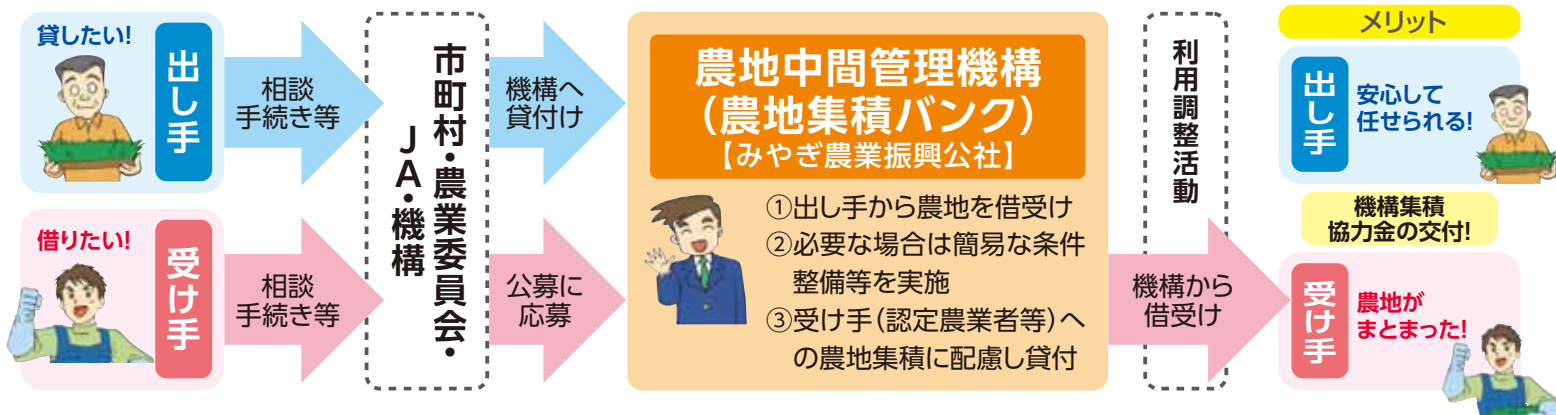 貸したい!
出し手
相談
手続き等
借りたい!
受け手
相談
手続き等
市町村・農業委員会・
JA・機構
機構へ
貸付け
公募に
応募
農地中間管理機構
(農地集積バンク)
【みやぎ農業振興公社】
①出し手から農地を借受け
②必要な場合は簡易な条件
整備等を実施
③受け手(認定農業者等)へ
の農地集積に配慮し貸付
利用調整活動
機構から
借受け
メリット
出し手
安心して
任せられる!
機構集積
協力金の交付!
受け手
農地が
まとまった!